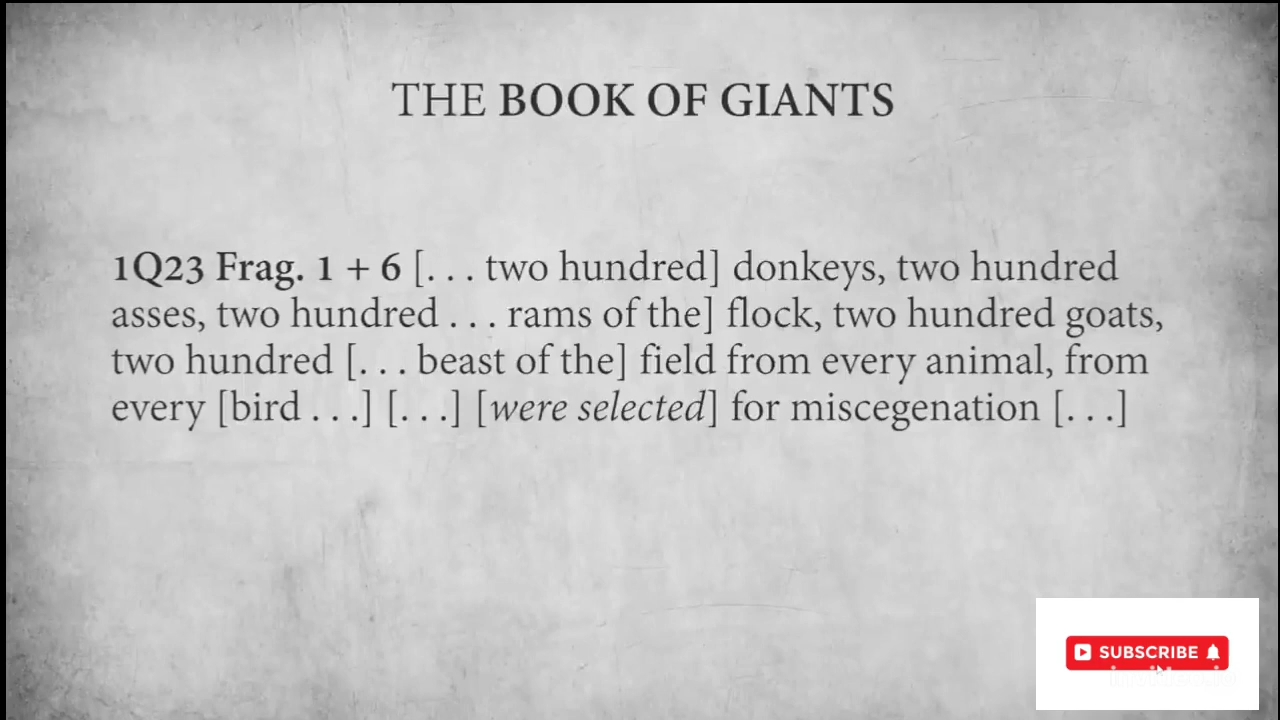 THE BOOK OF GIANTS
1Q23 Frag. 1 + 6 [. . . two hundred] donkeys, two hundred
asses, two hundred . . . rams of the] flock, two hundred goats,
two hundred [. . . beast of the] field from every animal, from
every [bird . . .] [. . .] [were selected] for miscegenation [. . .]
SUBSCRIBE